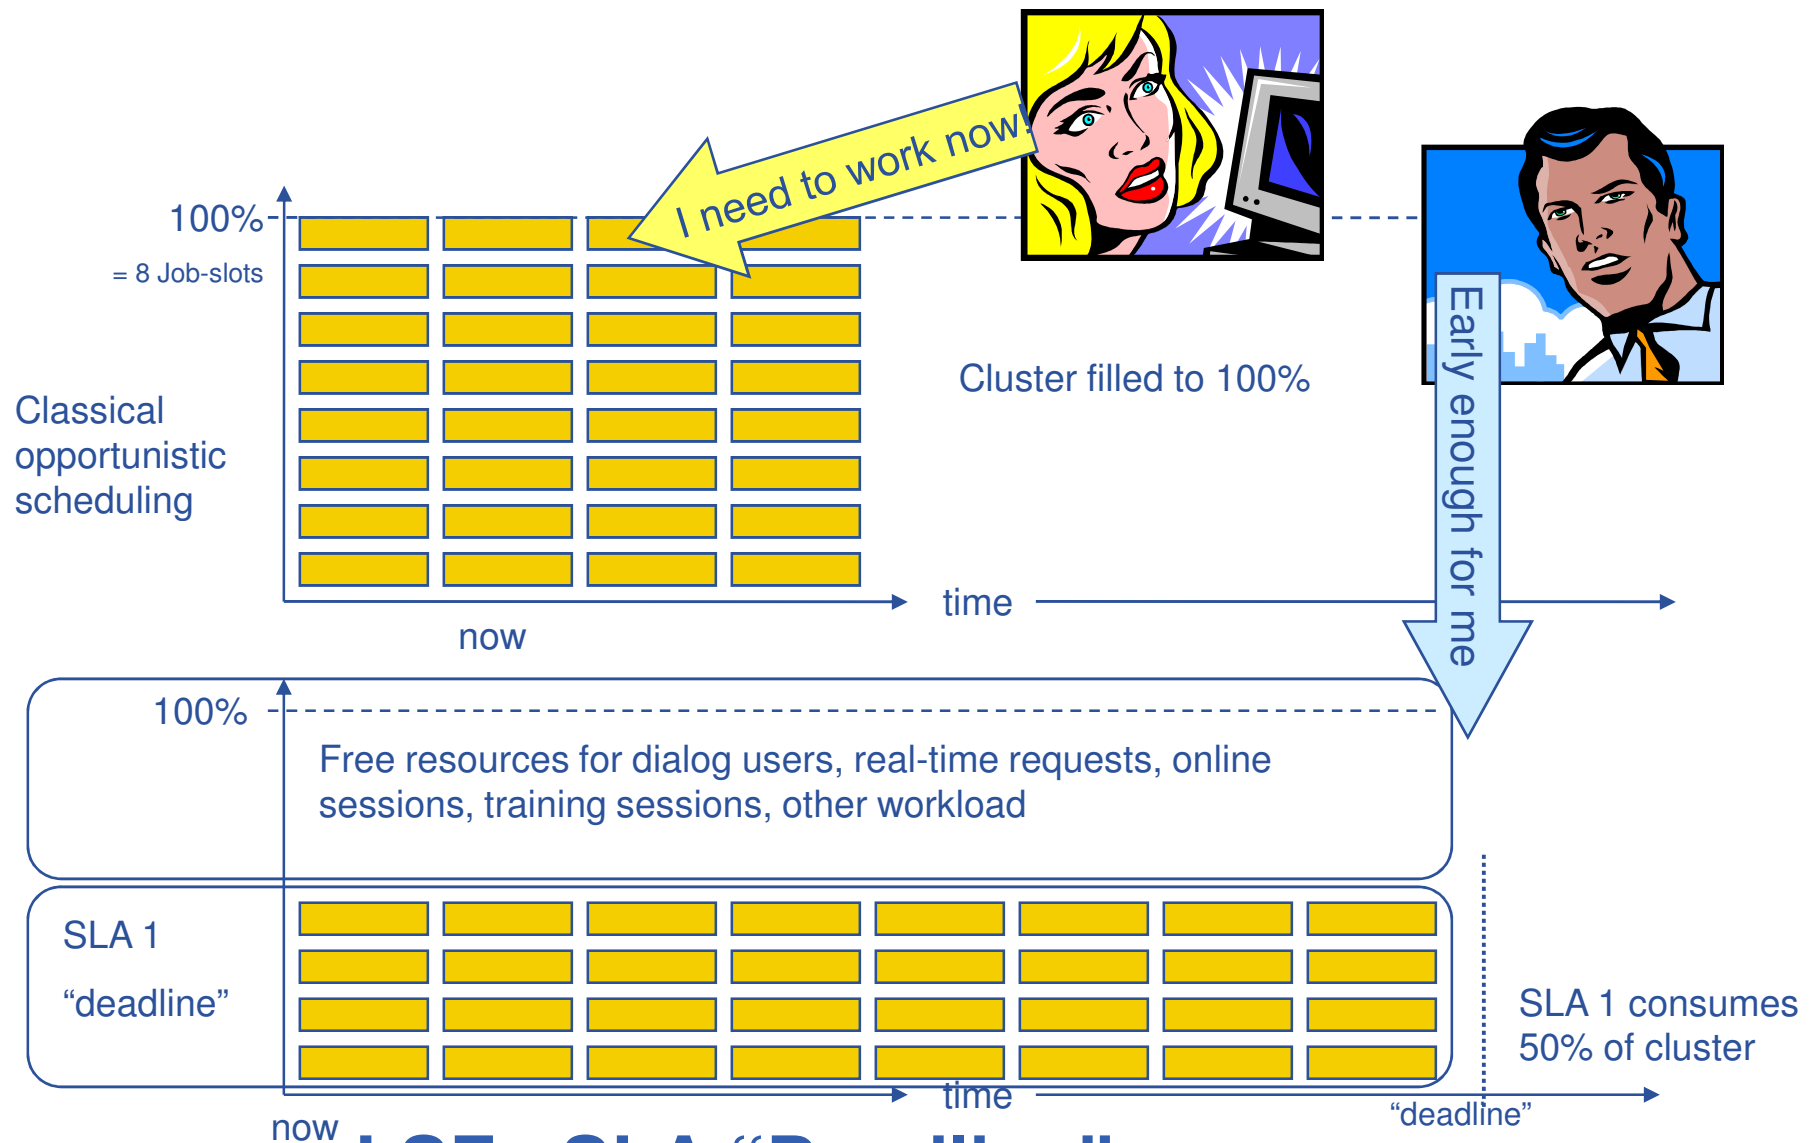 I need to work now!
100%
= 8 Job-slots
Early enough for me
Cluster filled to 100%
Classical
opportunistic
scheduling
time
now
100%
Free resources for dialog users, real-time requests, online
sessions, training sessions, other workload
SLA 1
“deadline”
SLA 1 consumes
50% of cluster
time
“deadline”
now